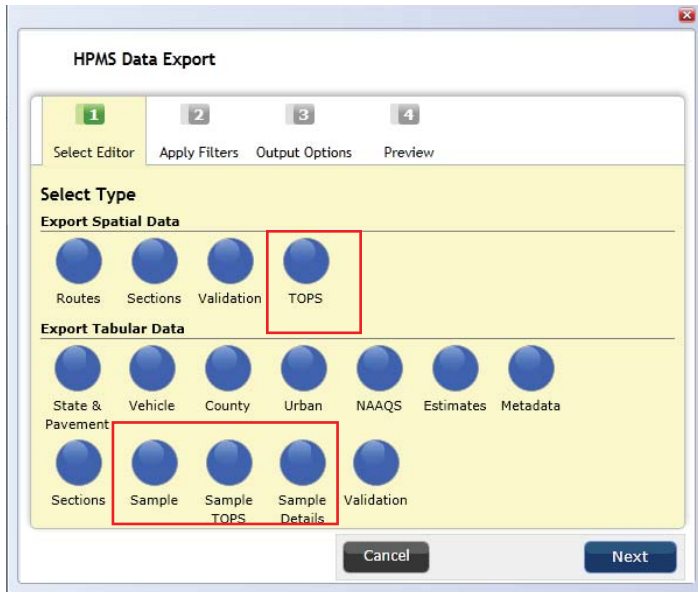 HPMS Data Export
1 2 3 4
Select Editor Apply Filters Output Options Preview
Select Type
Export Spatial Data
Routes Sections Validation TOPS
Export Tabular Data
State & Pavement Vehicle County Urban NAAQS Estimates Metadata
Sections Sample Sample TOPS Sample Details Validation
Cancel Next